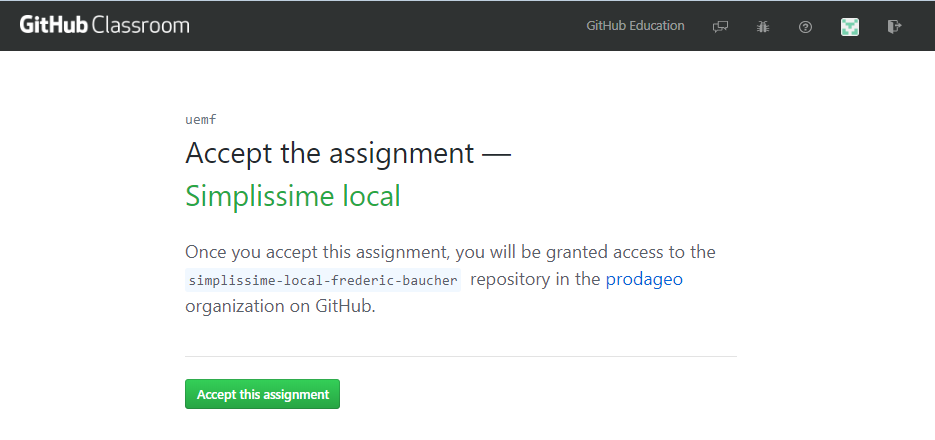 GitHub Classroom
GitHub Education
uemf
Accept the assignment —
Simplissime local
Once you accept this assignment, you will be granted access to the
simplissime-local-frederic-baucher repository in the prodageo
organization on GitHub.
Accept this assignment